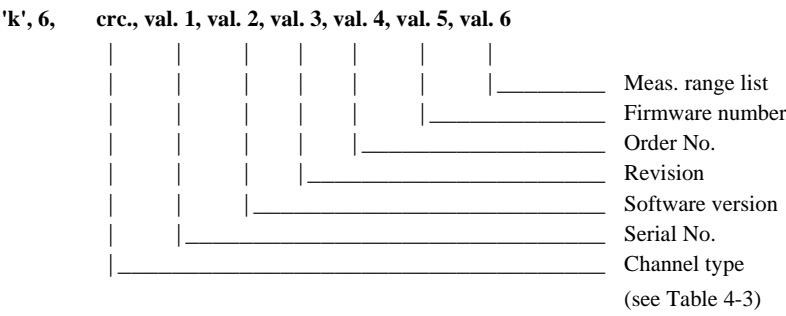 'k', 6, crc., val. 1, val. 2, val. 3, val. 4, val. 5, val. 6
Meas. range list
Firmware number
Order No.
Revision
Software version
Serial No.
Channel type
(see Table 4-3)